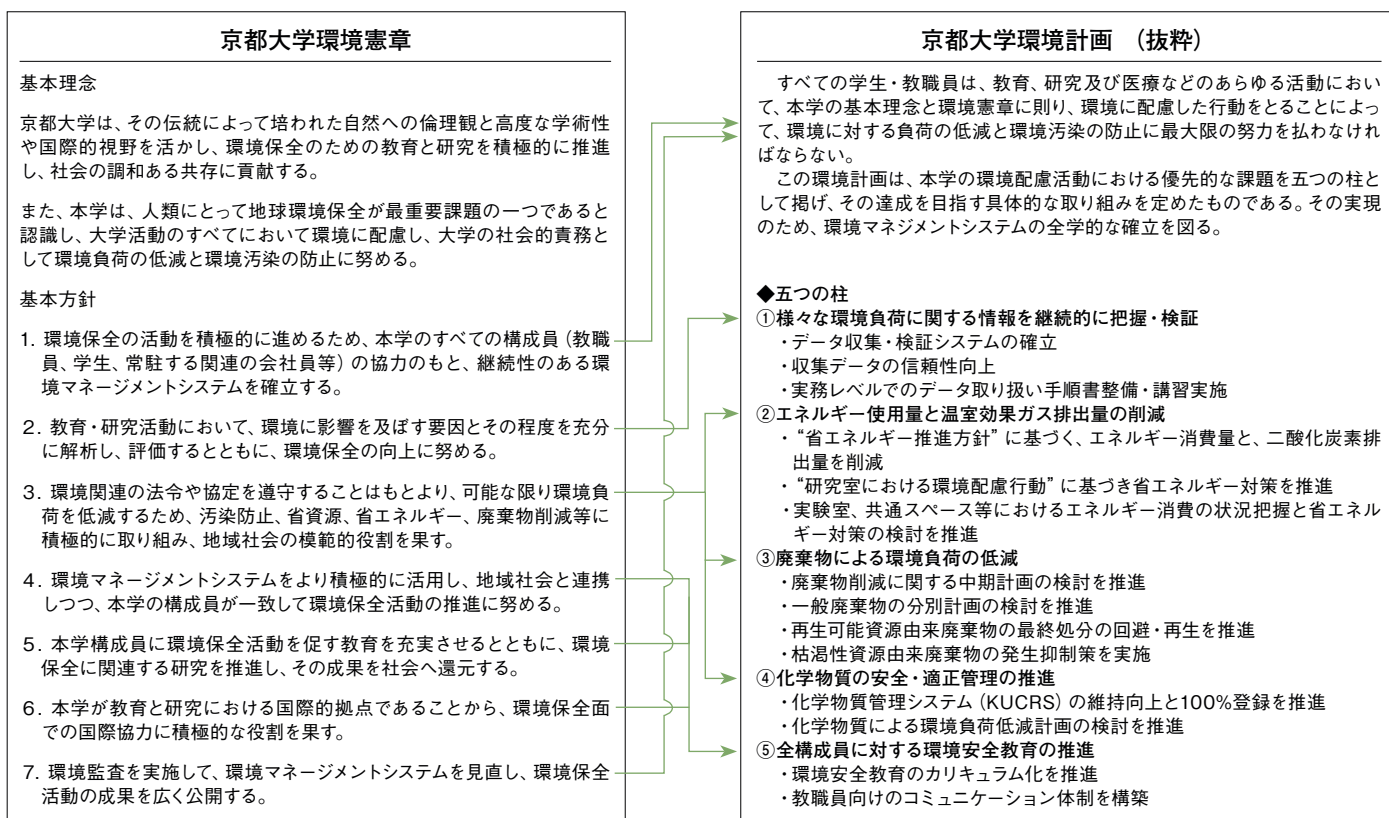 京都大学環境憲章
基本理念
京都大学は、その伝統によって培われた自然への倫理観と高度な学術性
や国際的視野を活かし、環境保全のための教育と研究を積極的に推進
し、社会の調和ある共存に貢献する。
また、本学は、人類にとって地球環境保全が最重要課題の一つであると
認識し、大学活動のすべてにおいて環境に配慮し、大学の社会的責務と
して環境負荷の低減と環境汚染の防止に努める。
基本方針
1. 環境保全の活動を積極的に進めるため、本学のすべての構成員（教職
員、学生、常駐する関連の会社員等）の協力のもと、継続性のある環
境マネージメントシステムを確立する。
2. 教育・研究活動において、環境に影響を及ぼす要因とその程度を充分
に解析し、評価するとともに、環境保全の向上に努める。
3. 環境関連の法令や協定を遵守することはもとより、可能な限り環境負
荷を低減するため、汚染防止、省資源、省エネルギー、廃棄物削減等に
積極的に取り組み、地域社会の模範的役割を果す。
4. 環境マネージメントシステムをより積極的に活用し、地域社会と連携
しつつ、本学の構成員が一致して環境保全活動の推進に努める。
5. 本学構成員に環境保全活動を促す教育を充実させるとともに、環境
保全に関連する研究を推進し、その成果を社会へ還元する。
6. 本学が教育と研究における国際的拠点であることから、環境保全面
での国際協力に積極的な役割を果す。
7. 環境監査を実施して、環境マネージメントシステムを見直し、環境保全
活動の成果を広く公開する。
京都大学環境計画　（抜粋）
すべての学生・教職員は、教育、研究及び医療などのあらゆる活動におい
て、本学の基本理念と環境憲章に則り、環境に配慮した行動をとることによっ
て、環境に対する負荷の低減と環境汚染の防止に最大限の努力を払わなけれ
ばならない。
この環境計画は、本学の環境配慮活動における優先的な課題を五つの柱と
して掲げ、その達成を目指す具体的な取り組みを定めたものである。その実現
のため、環境マネジメントシステムの全学的な確立を図る。
◆五つの柱
①様々な環境負荷に関する情報を継続的に把握・検証
・データ収集・検証システムの確立
・収集データの信頼性向上
・実務レベルでのデータ取り扱い手順書整備・講習実施
②エネルギー使用量と温室効果ガス排出量の削減
・“省エネルギー推進方針”に基づく、エネルギー消費量と、二酸化炭素排
出量を削減
・“研究室における環境配慮行動”に基づき省エネルギー対策を推進
・実験室、共通スペース等におけるエネルギー消費の状況把握と省エネル
ギー対策の検討を推進
③廃棄物による環境負荷の低減
・廃棄物削減に関する中期計画の検討を推進
・一般廃棄物の分別計画の検討を推進
・再生可能資源由来廃棄物の最終処分の回避・再生を推進
・枯渇性資源由来廃棄物の発生抑制策を実施
④化学物質の安全・適正管理の推進
・化学物質管理システム（KUCRS）の維持向上と100%登録を推進
・化学物質による環境負荷低減計画の検討を推進
⑤全構成員に対する環境安全教育の推進
・環境安全教育のカリキュラム化を推進
・教職員向けのコミュニケーション体制を構築